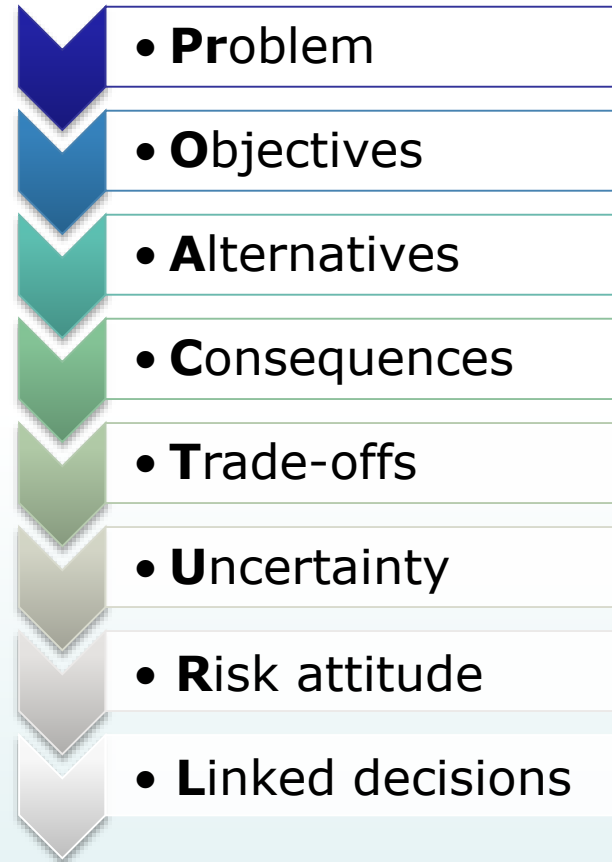 • Problem
• Objectives
• Alternatives
• Consequences
• Trade-offs
• Uncertainty
• Risk attitude
• Linked decisions